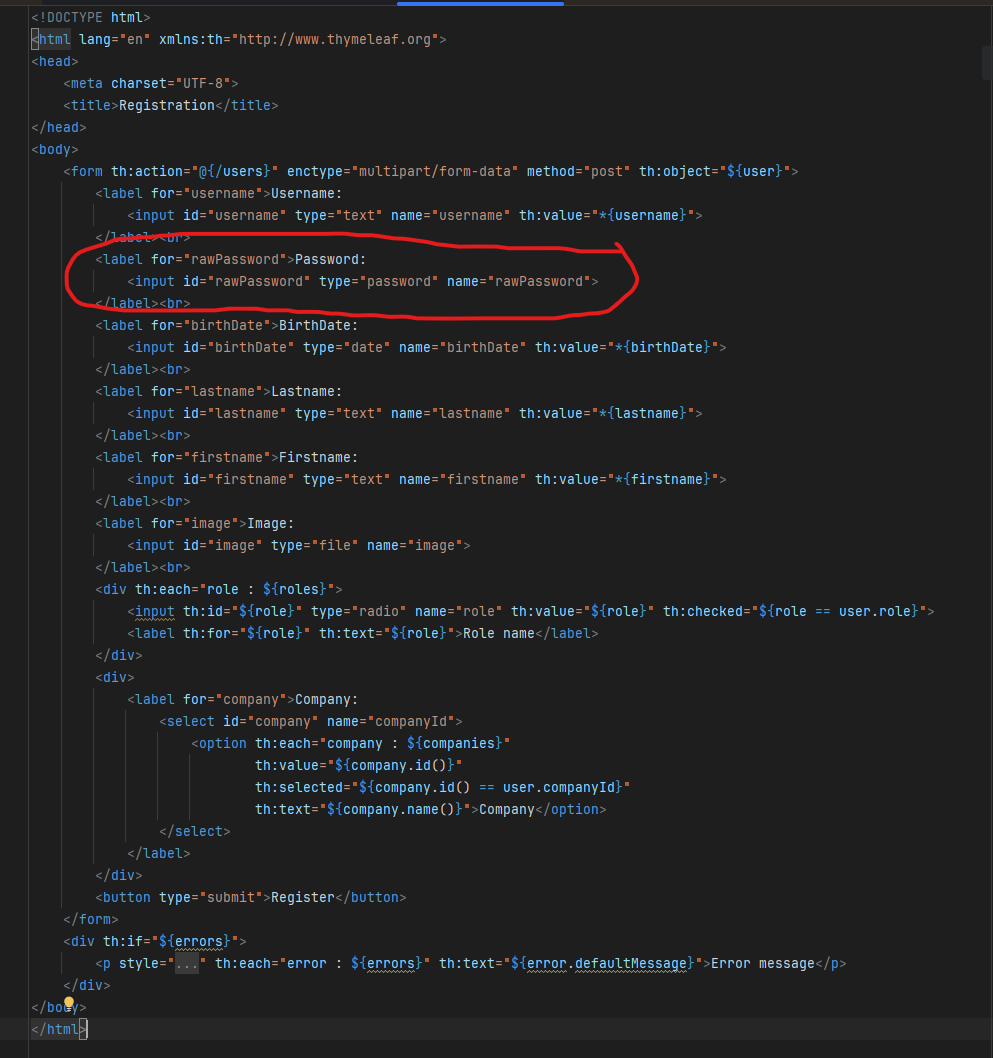 <!DOCTYPE html>
<html lang="en" xmlns:th="http://www.thymeleaf.org">
<head>
    <meta charset="UTF-8">
    <title>Registration</title>
</head>
<body>
    <form th:action="@{/users}" enctype="multipart/form-data" method="post" th:object="${user}">
        <label for="username">Username:
            <input id="username" type="text" name="username" th:value="*{username}">
        </label><br>
        <label for="rawPassword">Password:
            <input id="rawPassword" type="password" name="rawPassword">
        </label><br>
        <label for="birthDate">BirthDate:
            <input id="birthDate" type="date" name="birthDate" th:value="*{birthDate}">
        </label><br>
        <label for="lastname">Lastname:
            <input id="lastname" type="text" name="lastname" th:value="*{lastname}">
        </label><br>
        <label for="firstname">Firstname:
            <input id="firstname" type="text" name="firstname" th:value="*{firstname}">
        </label><br>
        <label for="image">Image:
            <input id="image" type="file" name="image">
        </label><br>
        <div th:each="role : ${roles}">
            <input th:id="${role}" type="radio" name="role" th:value="${role}" th:checked="${role == user.role}">
            <label th:for="${role}" th:text="${role}">Role name</label>
        </div>
        <div>
            <label for="company">Company:
                <select id="company" name="companyId">
                    <option th:each="company : ${companies}"
                            th:value="${company.id()}"
                            th:selected="${company.id() == user.companyId}"
                            th:text="${company.name()}">Company</option>
                </select>
            </label>
        </div>
        <button type="submit">Register</button>
    </form>
    <div th:if="${errors}">
        <p style="..." th:each="error : ${errors}" th:text="${error.defaultMessage}">Error message</p>
    </div>
</body>
</html>